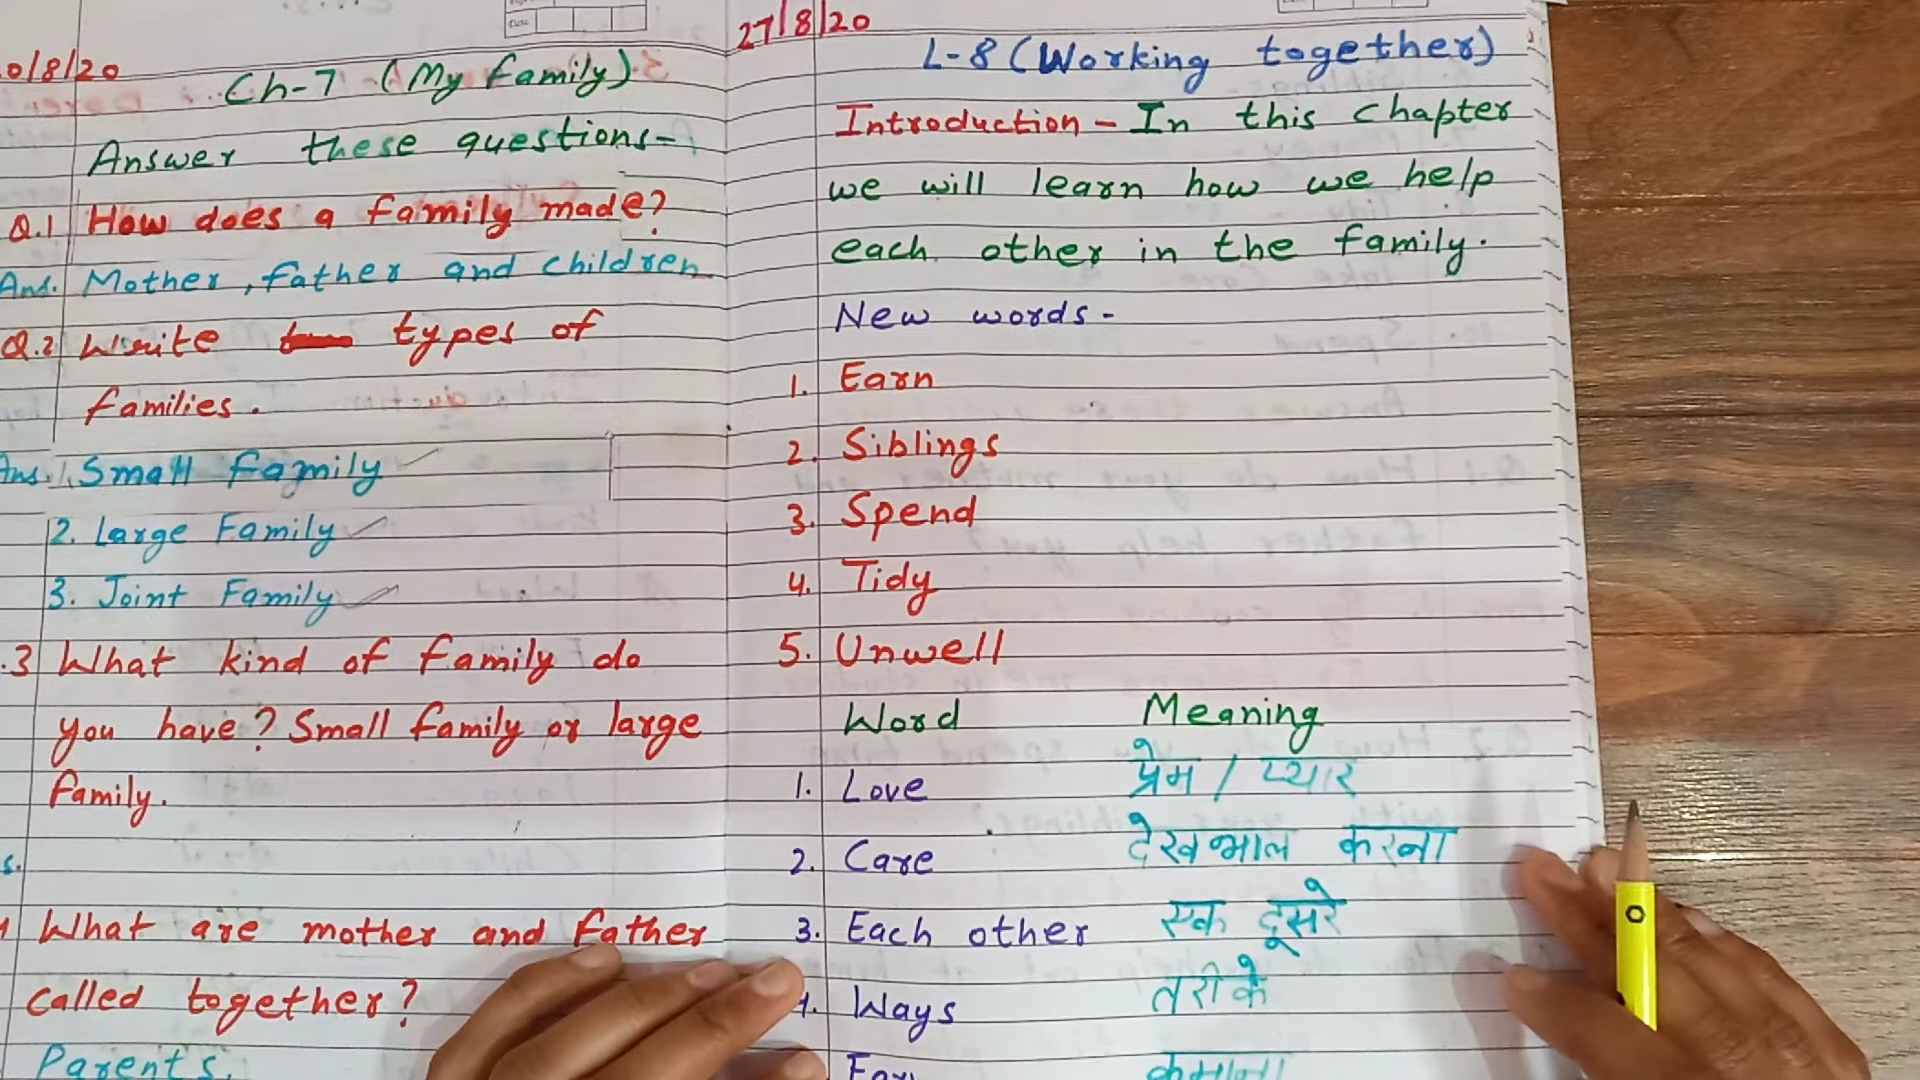 0/8/20
Ch-7 (My family)
Answer these questions-
Q.1 How does a family made?
Ans. Mother, father and children
Q.2 Write types of
families.
Ans. 1. Small family
2. Large Family
3. Joint Family
.3 What kind of family do
you have? Small family or large
family.
s.
What are mother and father
called together?
Parents.
27/8/20
L-8 (Working together)
Introduction - In this chapter
we will learn how we help
each other in the family.
New words-
1. Earn
2. Siblings
3. Spend
4. Tidy
5. Unwell
Word Meaning
1. Love प्रेम / प्यार
2. Care देखभाल करना
3. Each other एक दूसरे
4. Ways तरीके
कमाना